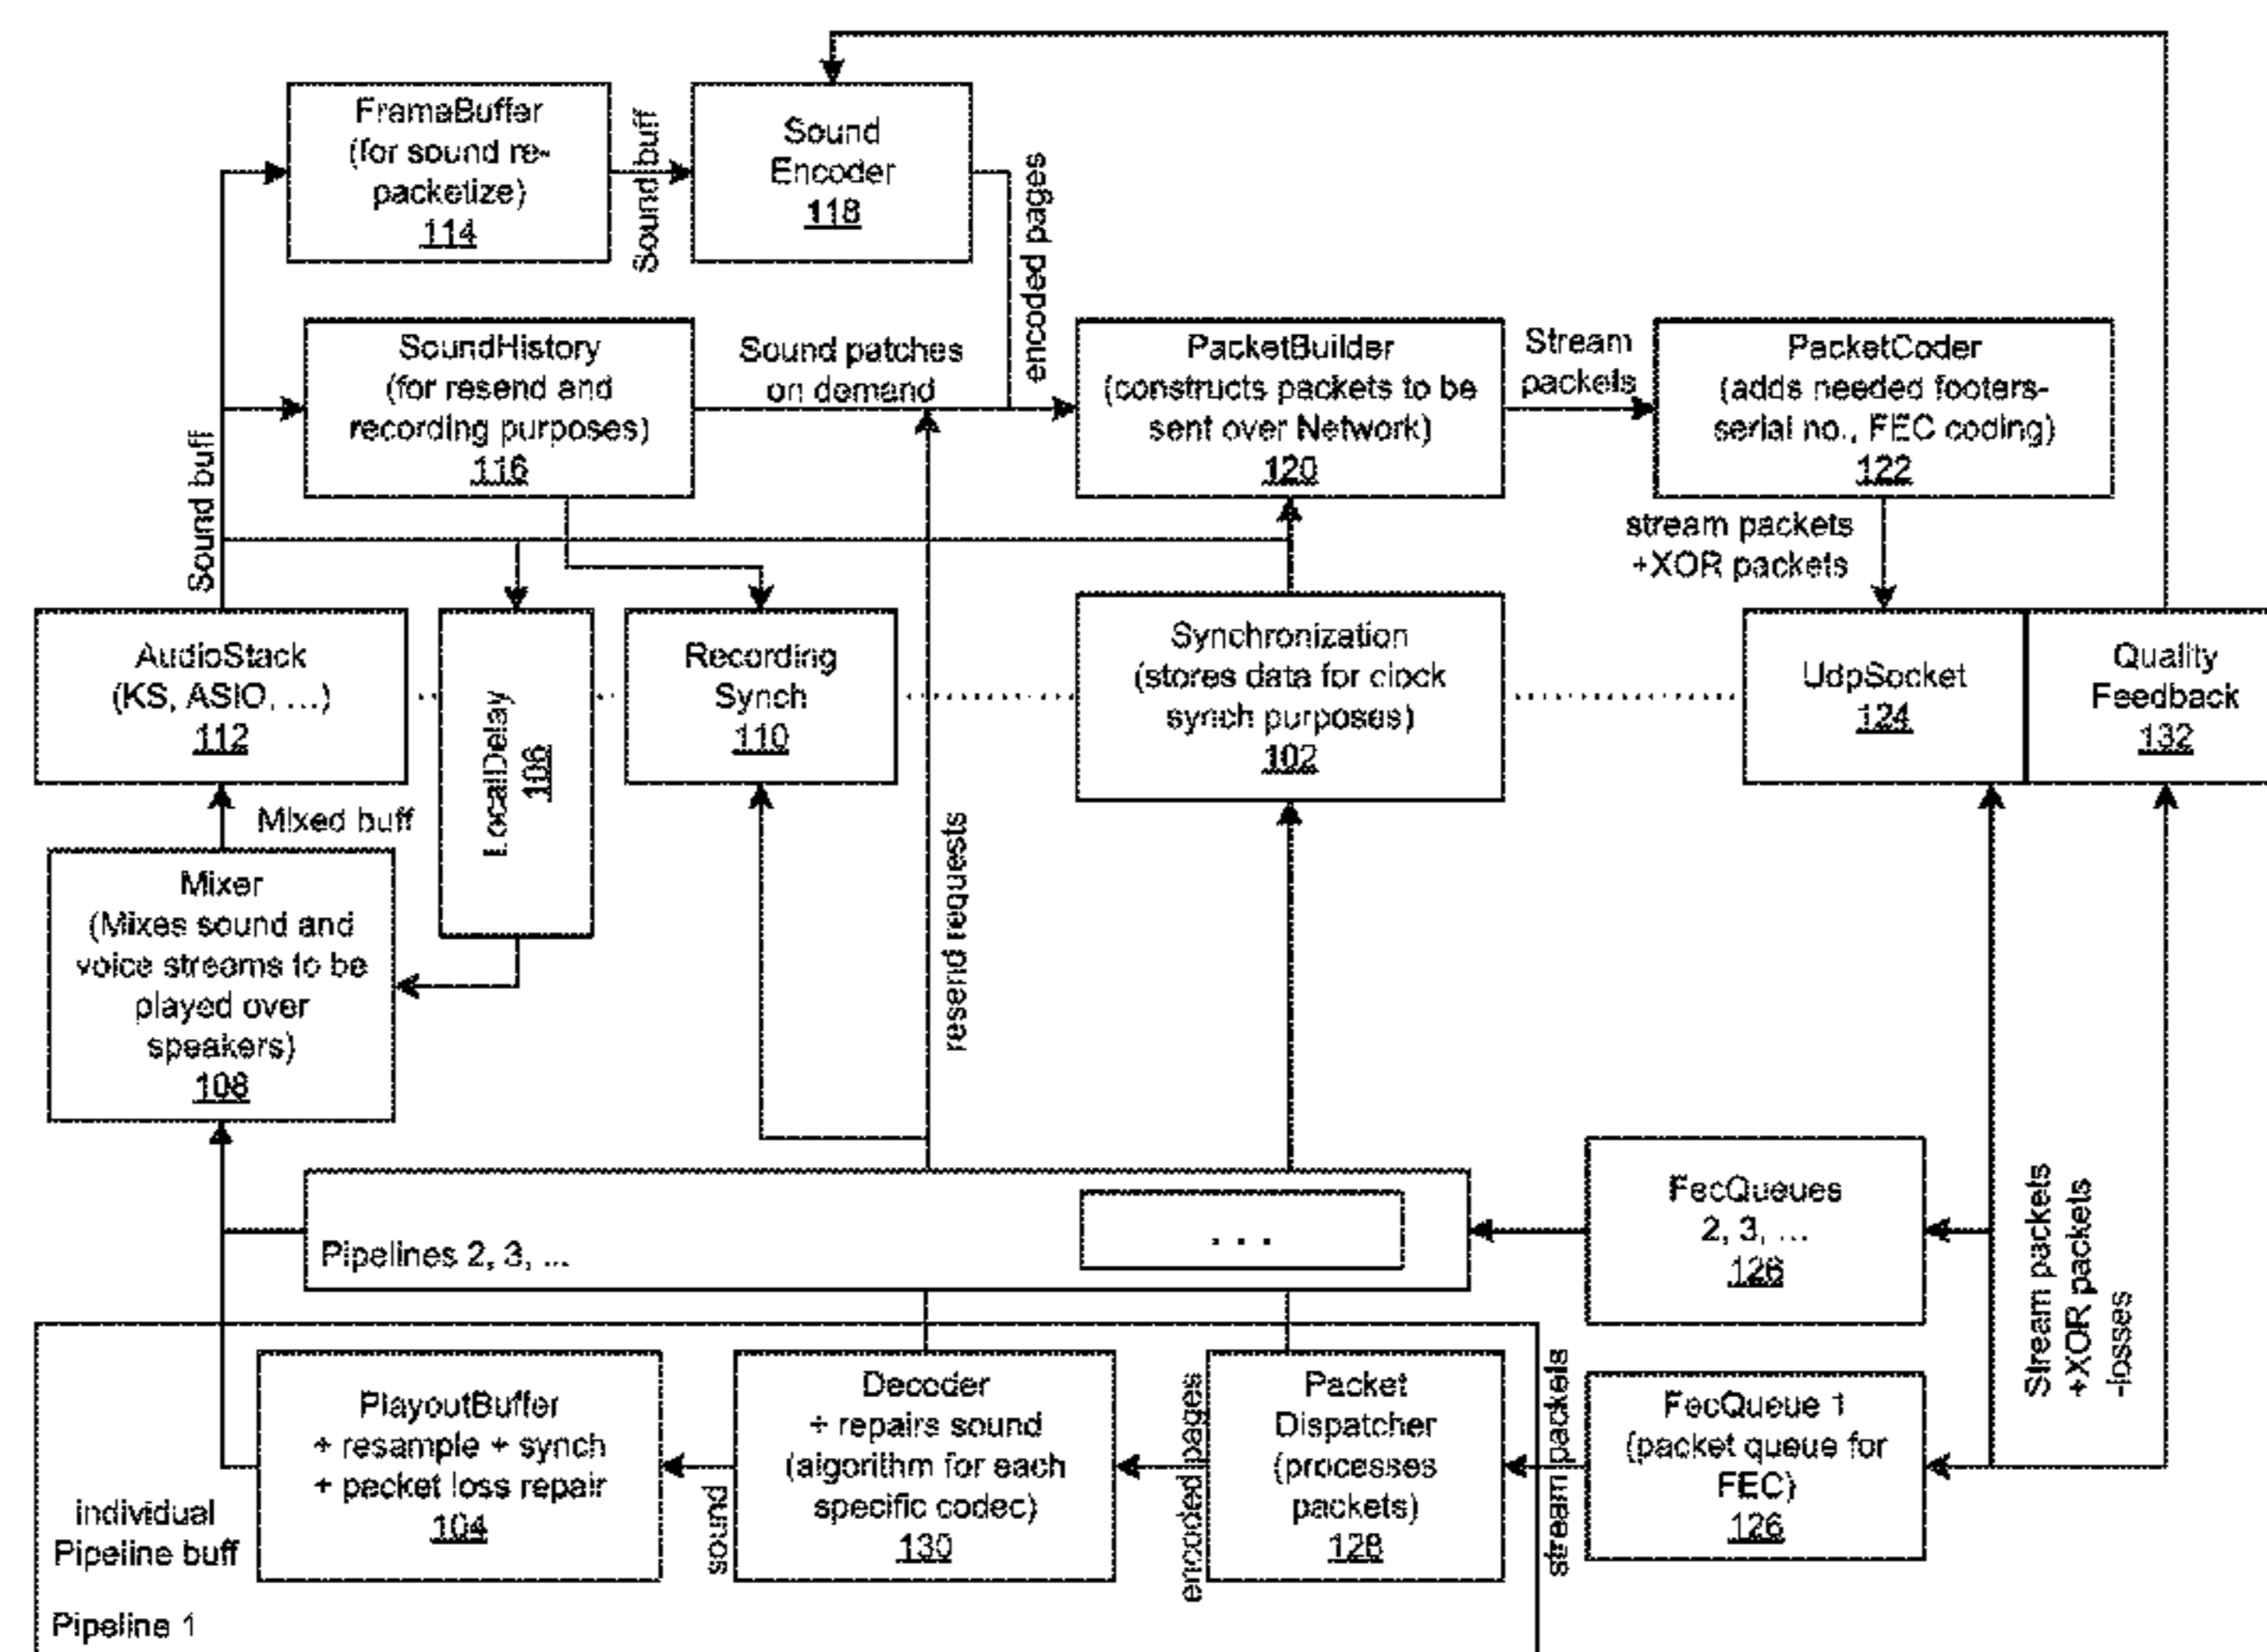 FrameBuffer
(for sound re-
packetize)
114
Sound buff
Sound
Encoder
118
encoded pages
SoundHistory
(for resend and
recording purposes)
116
Sound patches
on demand
PacketBuilder
(constructs packets to be
sent over Network)
120
Stream
packets
PacketCoder
(adds needed footers-
serial no., FEC coding)
122
Sound buff
stream packets
+XOR packets
AudioStack
(KS, ASIO, ...)
112
LocalDelay
106
Recording
Synch
110
Synchronization
(stores data for clock
synch purposes)
102
UdpSocket
124
Quality
Feedback
132
Mixed buff
Mixer
(Mixes sound and
voice streams to be
played over
speakers)
108
resend requests
Pipelines 2, 3, ...
...
FecQueues
2, 3, ...
126
Stream packets
+XOR packets
-losses
PlayoutBuffer
+ resample + synch
+ packet loss repair
104
sound
Decoder
+ repairs sound
(algorithm for each
specific codec)
130
encoded pages
Packet
Dispatcher
(processes
packets)
128
stream packets
FecQueue 1
(packet queue for
FEC)
126
individual
Pipeline buff
Pipeline 1